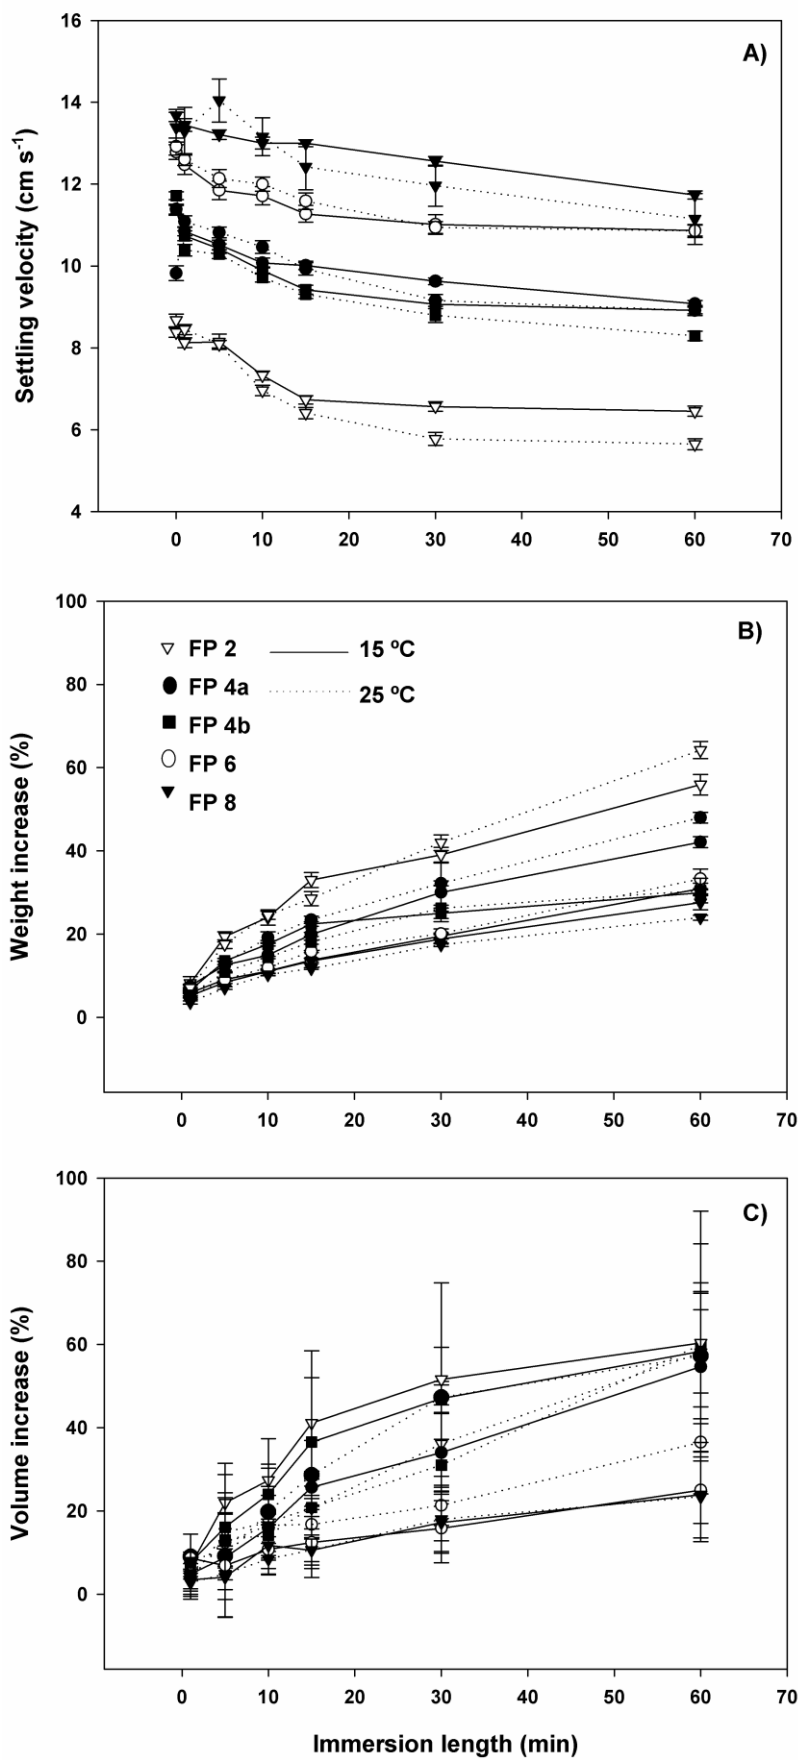 16
A)
14
12
10
8
6
4
Settling velocity (cm s-1)
0 10 20 30 40 50 60 70
100
B)
80
60
40
20
0
Weight increase (%)
FP 2
15 ºC
FP 4a
25 ºC
FP 4b
FP 6
FP 8
0 10 20 30 40 50 60 70
100
C)
80
60
40
20
0
Volume increase (%)
0 10 20 30 40 50 60 70
Immersion length (min)